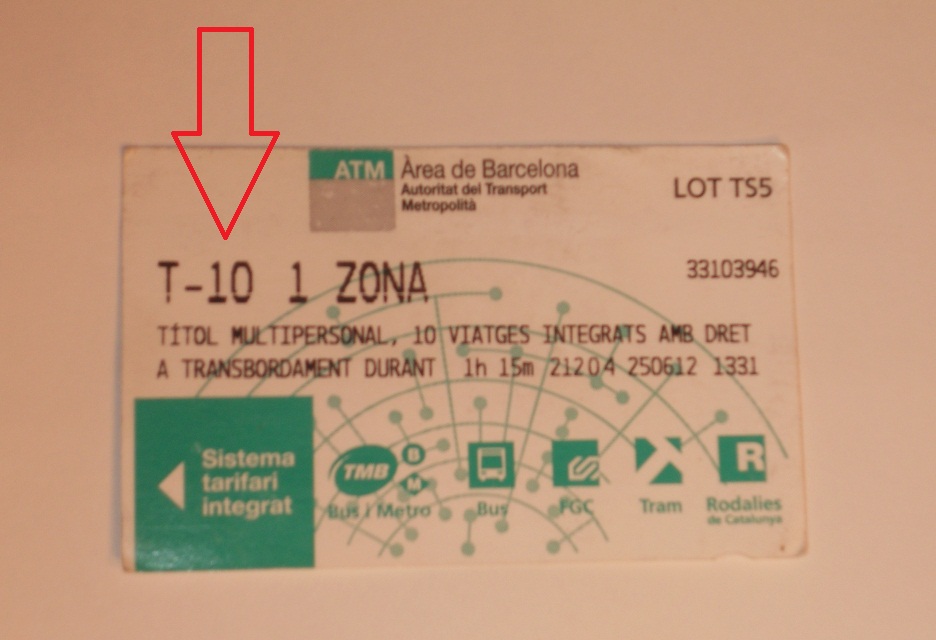 ATM Àrea de Barcelona
Autoritat del Transport
Metropolità
LOT TS5
T-10 1 ZONA
33103946
TÍTOL MULTIPERSONAL, 10 VIATGES INTEGRATS AMB DRET
A TRANSBORDAMENT DURANT 1h 15m 21204 250612 1331
Sistema
tarifari
integrat
TMB B M
Bus i Metro
Bus
FGC
Tram
R
Rodalies
de Catalunya